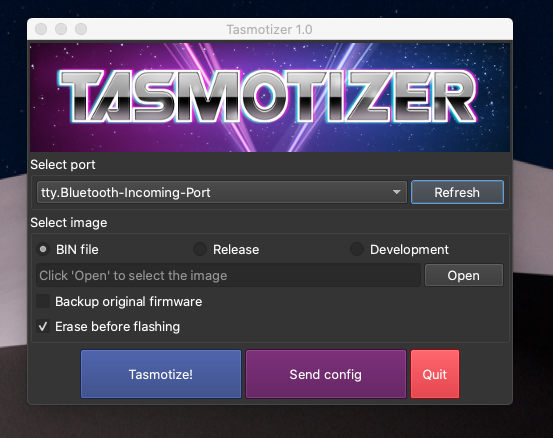 Tasmotizer 1.0
TASMOTIZER
Select port
tty.Bluetooth-Incoming-Port Refresh
Select image
BIN file Release Development
Click 'Open' to select the image Open
Backup original firmware
Erase before flashing
Tasmotize! Send config Quit